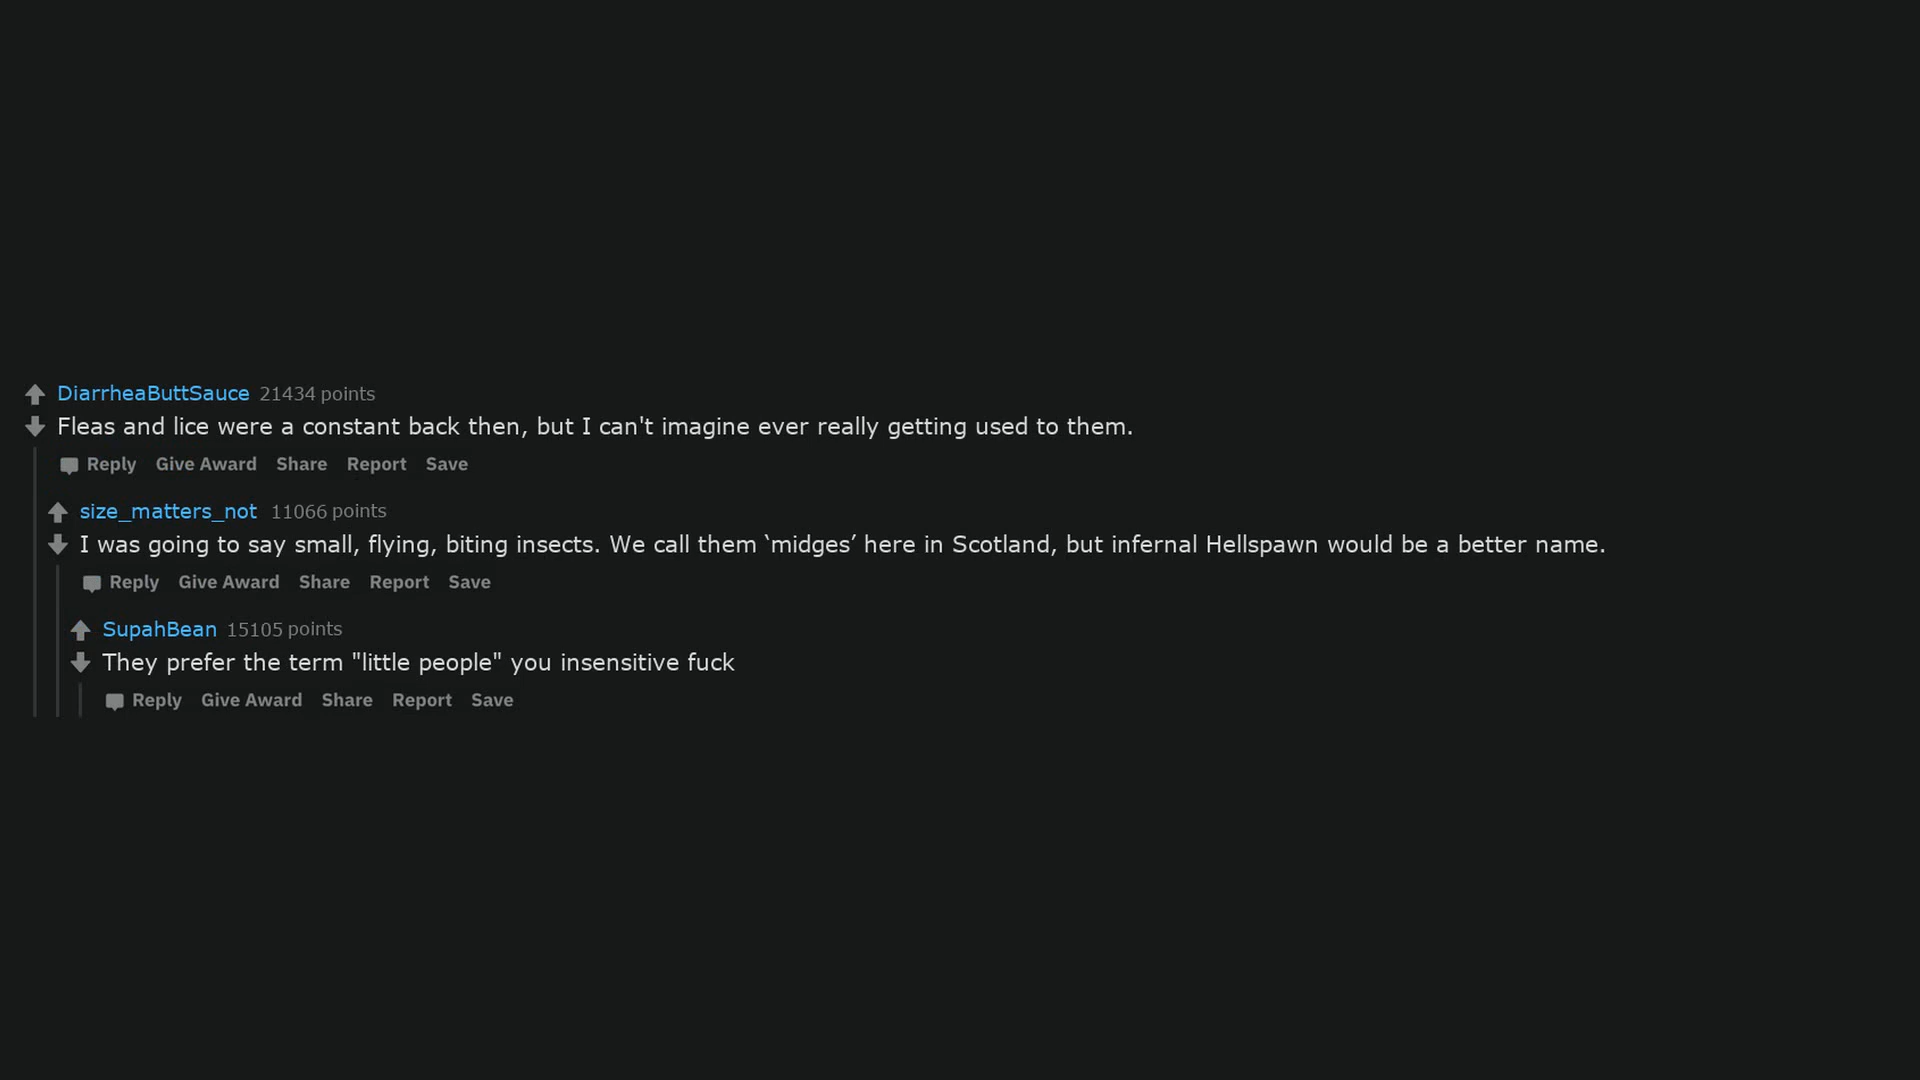 DiarrheaButtSauce 21434 points
Fleas and lice were a constant back then, but I can't imagine ever really getting used to them.
Reply Give Award Share Report Save
size_matters_not 11066 points
I was going to say small, flying, biting insects. We call them ‘midges’ here in Scotland, but infernal Hellspawn would be a better name.
Reply Give Award Share Report Save
SupahBean 15105 points
They prefer the term "little people" you insensitive fuck
Reply Give Award Share Report Save